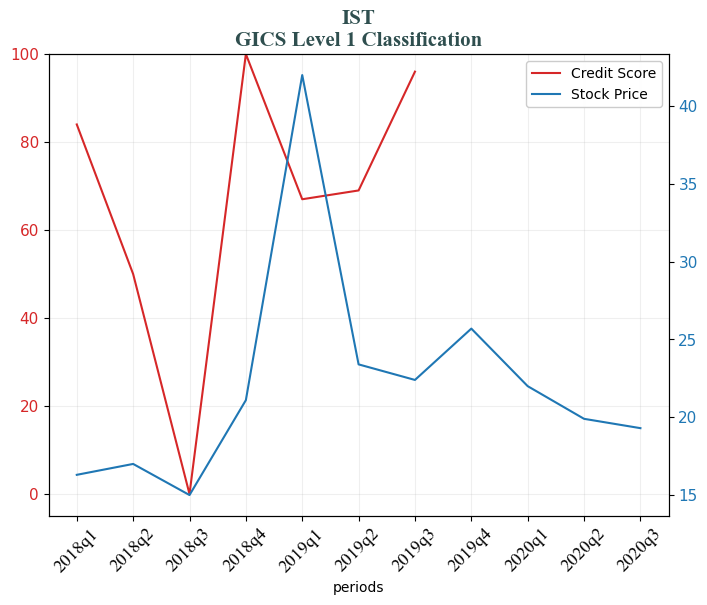 IST
GICS Level 1 Classification
Credit Score
Stock Price
100
80
60
40
20
0
40
35
30
25
20
15
2018q1
2018q2
2018q3
2018q4
2019q1
2019q2
2019q3
2019q4
2020q1
2020q2
2020q3
periods